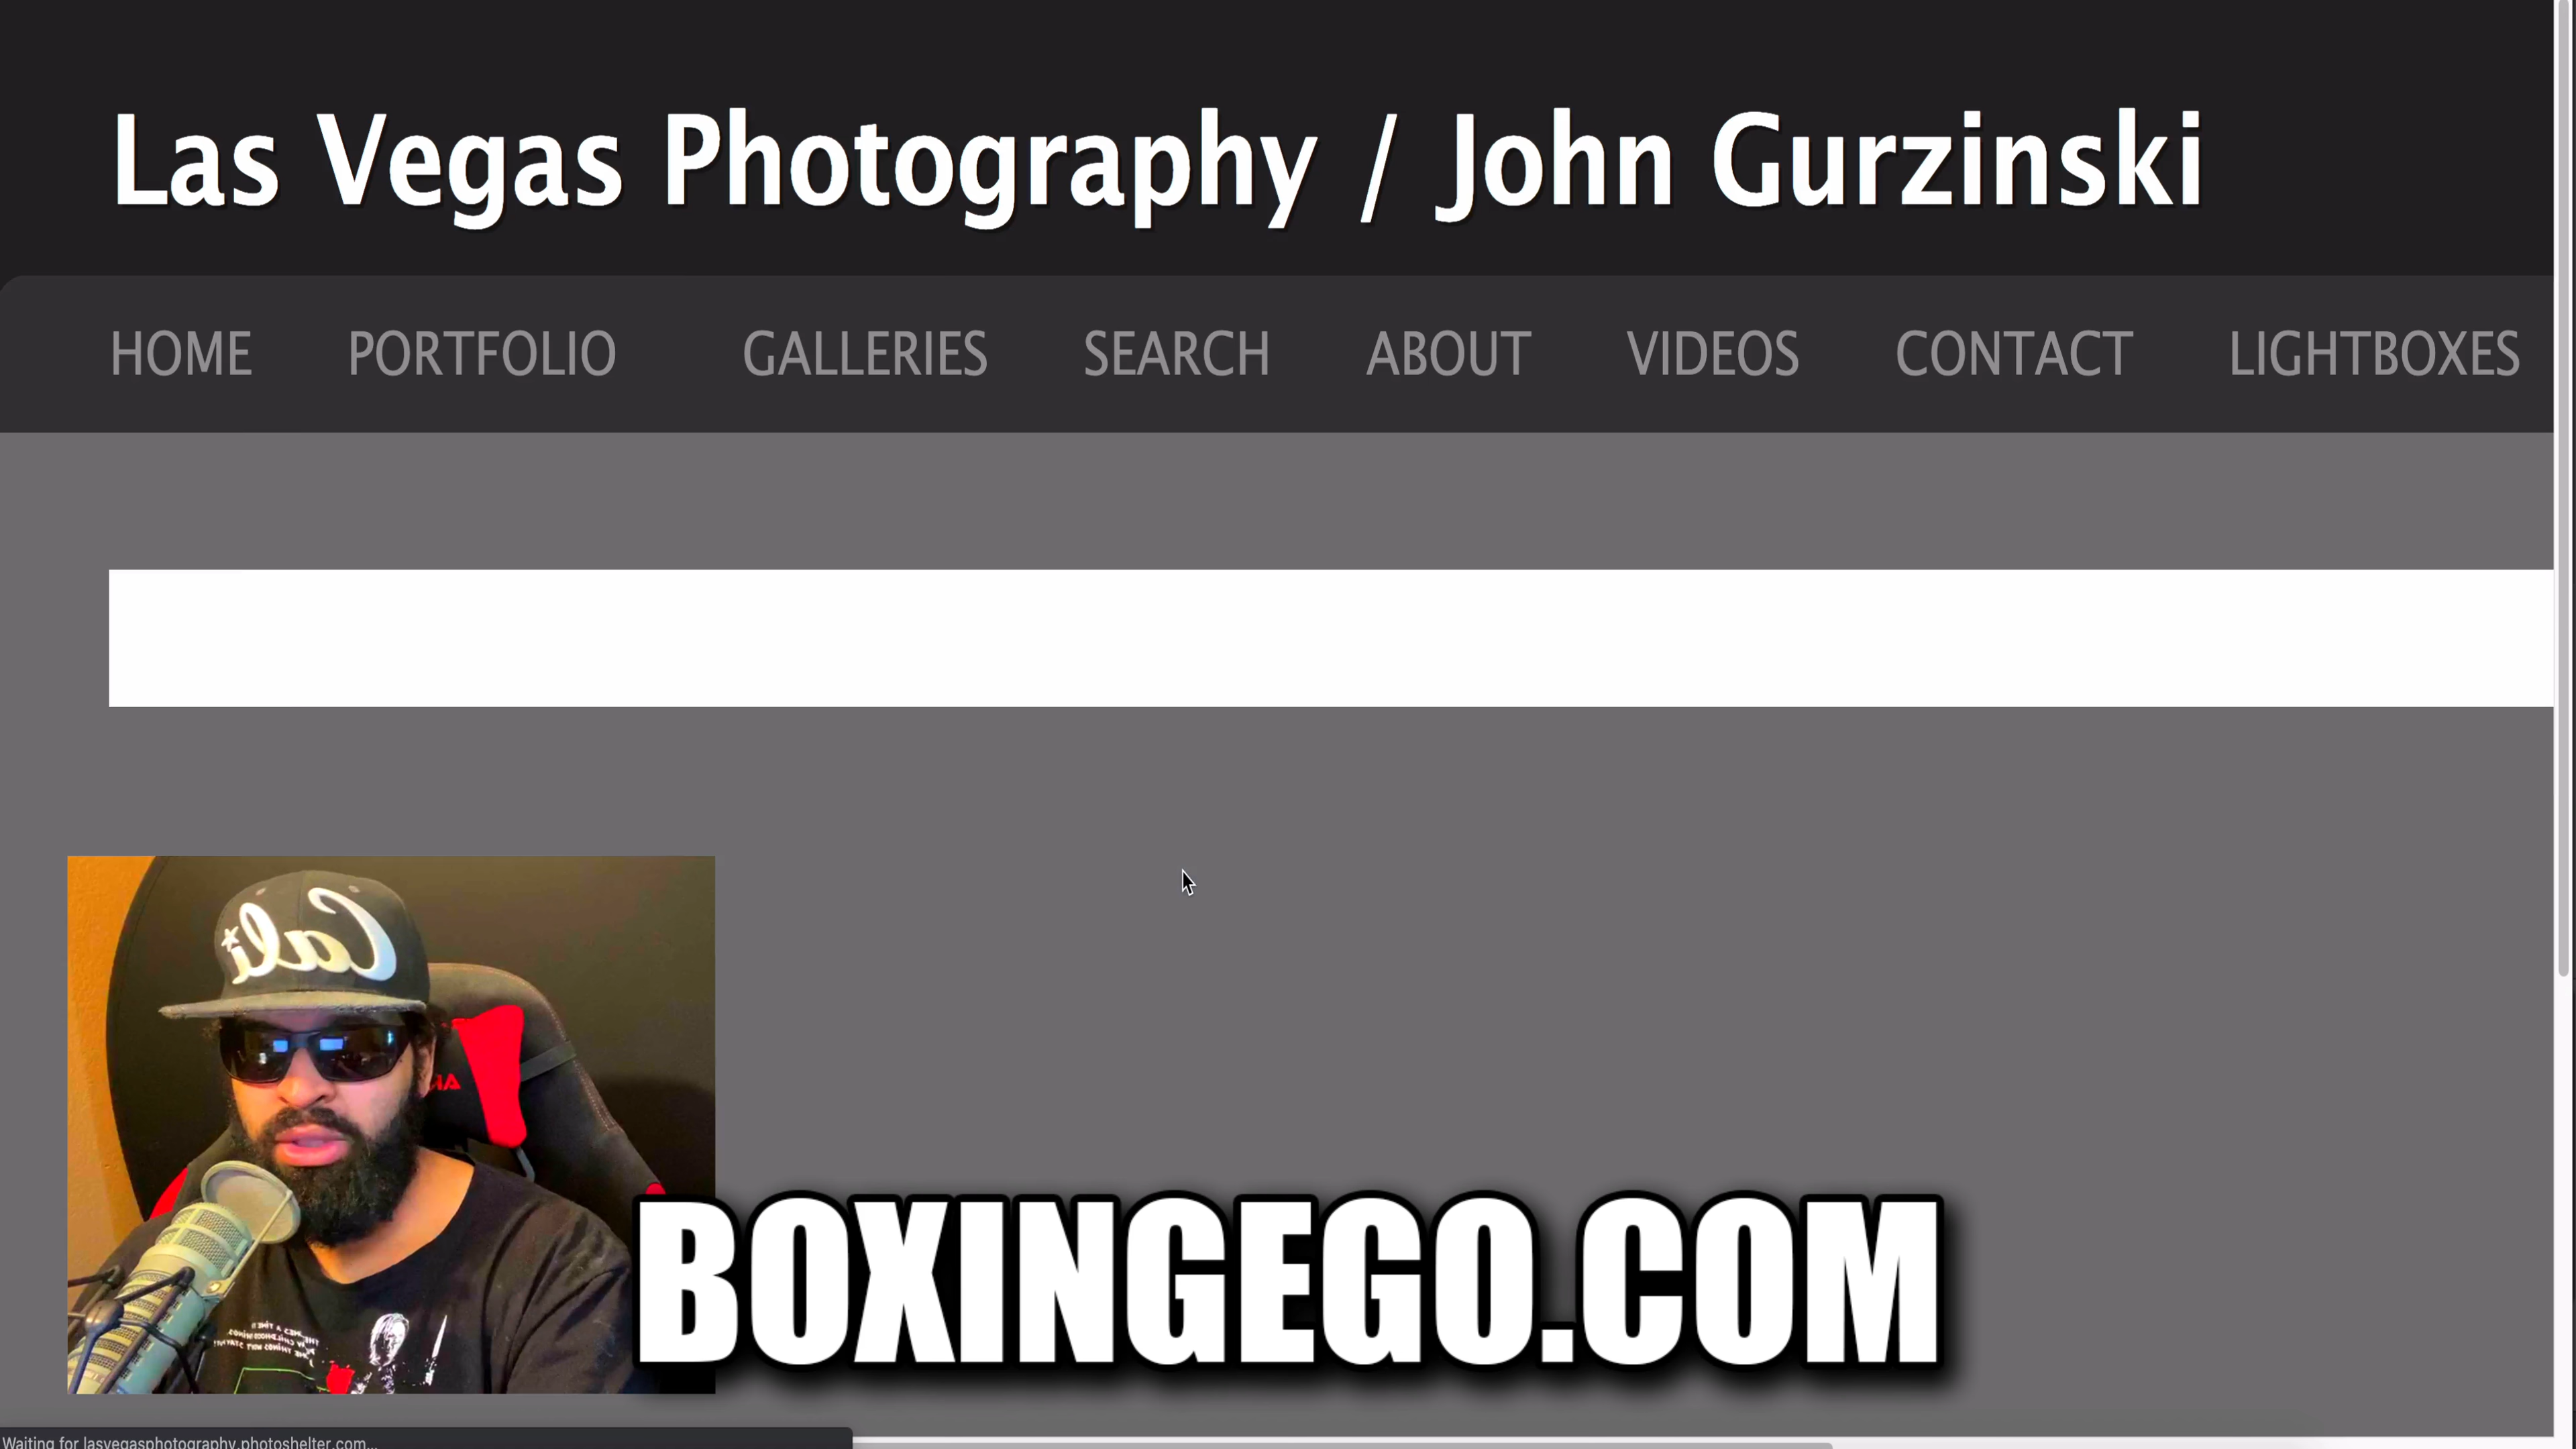 Las Vegas Photography / John Gurzinski
HOME PORTFOLIO GALLERIES SEARCH ABOUT VIDEOS CONTACT LIGHTBOXES
Cali
BOXINGEGO.COM
Waiting for lasvegasphotography.photoshelter.com...